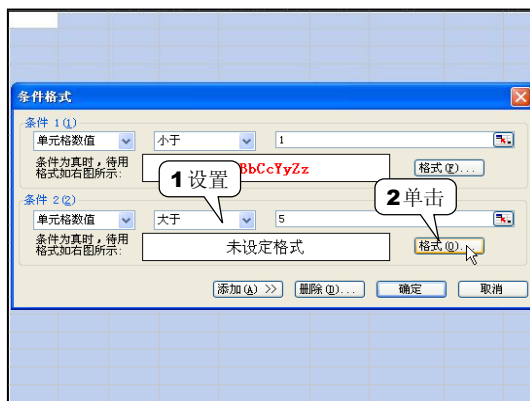 条件格式
条件 1(1)
单元格数值 小于 1
条件为真时，待用
格式如右图所示:
BbCcYyZz
格式(F)...
1 设置
2 单击
条件 2(2)
单元格数值 大于 5
条件为真时，待用
格式如右图所示:
未设定格式
格式(O)...
添加(A) >> 删除(D)... 确定 取消